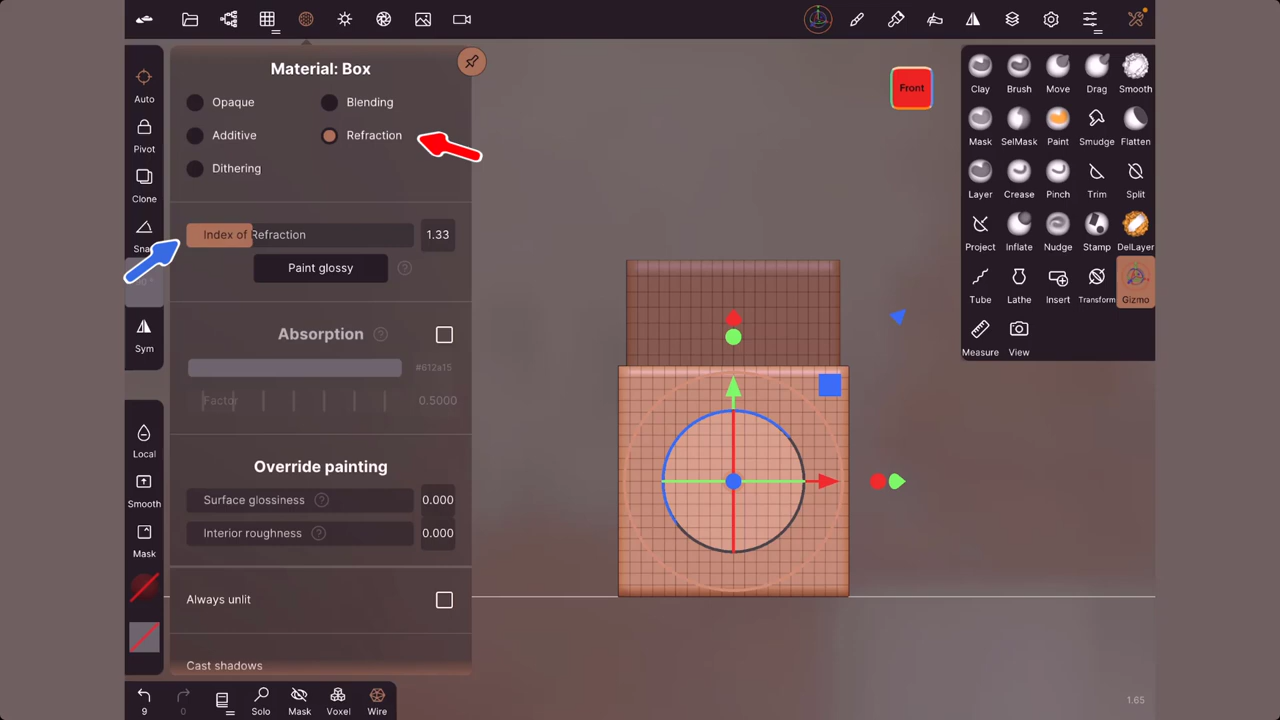 Material: Box
Opaque
Blending
Additive
Refraction
Dithering
Index of Refraction 1.33
Paint glossy ?
Absorption ?
#612a15
Factor 0.5000
Override painting
Surface glossiness ? 0.000
Interior roughness ? 0.000
Always unlit
Cast shadows
Auto
Pivot
Clone
Snap
Sym
Local
Smooth
Mask
9
0
Solo
Mask
Voxel
Wire
Front
Clay Brush Move Drag Smooth
Mask SelMask Paint Smudge Flatten
Layer Crease Pinch Trim Split
Project Inflate Nudge Stamp DelLayer
Tube Lathe Insert Transform Gizmo
Measure View
1.65